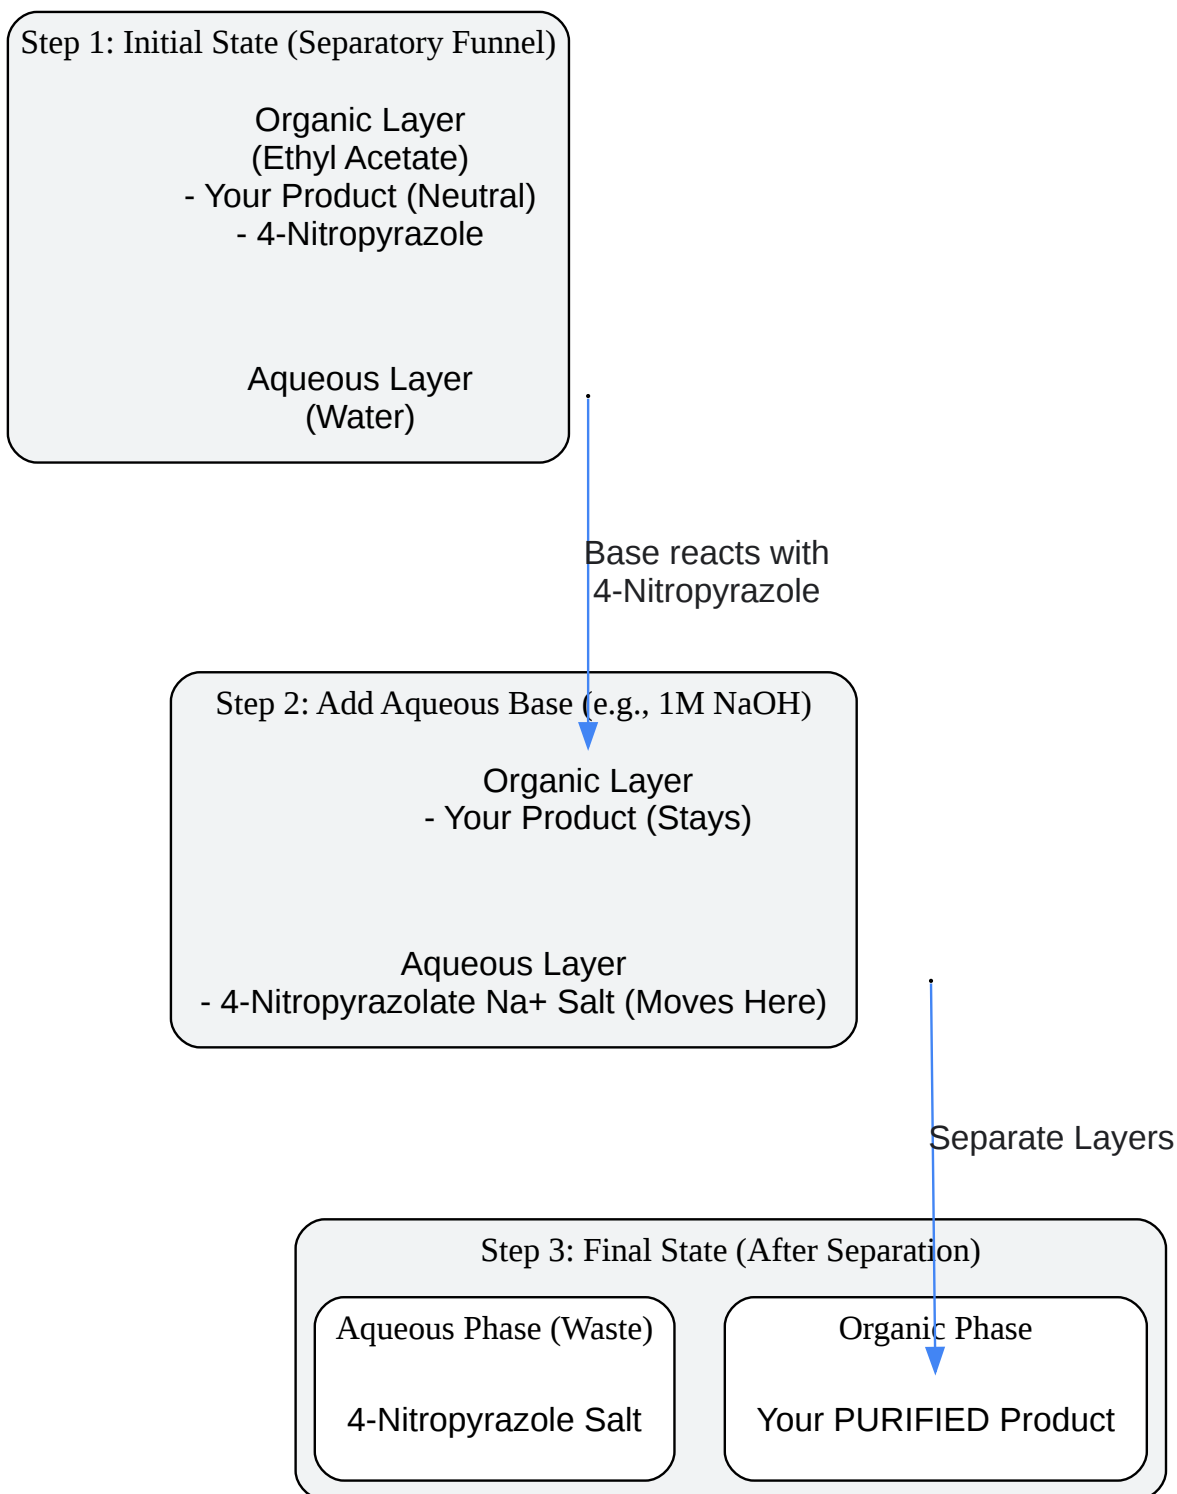 Step 1: Initial State (Separatory Funnel)
Organic Layer
(Ethyl Acetate)
- Your Product (Neutral)
- 4-Nitropyrazole
Aqueous Layer
(Water)
Base reacts with
4-Nitropyrazole
Step 2: Add Aqueous Base (e.g., 1M NaOH)
Organic Layer
- Your Product (Stays)
Aqueous Layer
- 4-Nitropyrazolate Na+ Salt (Moves Here)
Separate Layers
Step 3: Final State (After Separation)
Aqueous Phase (Waste)
4-Nitropyrazole Salt
Organic Phase
Your PURIFIED Product